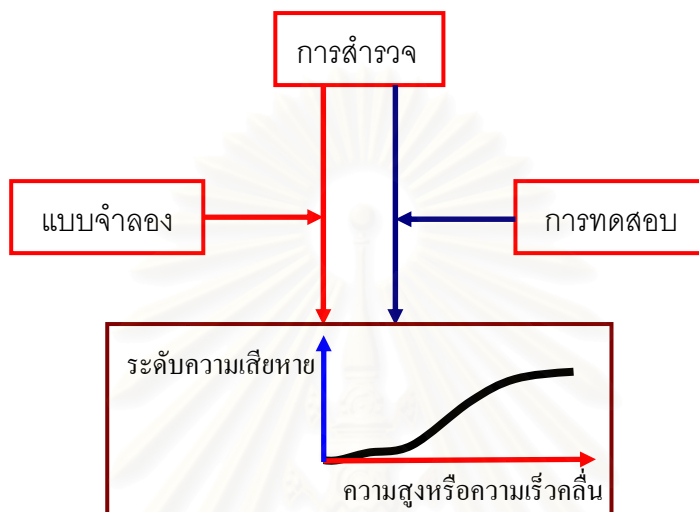 การสำรวจ
แบบจำลอง
การทดสอบ
ระดับความเสียหาย
ความสูงหรือความเร็วคลื่น